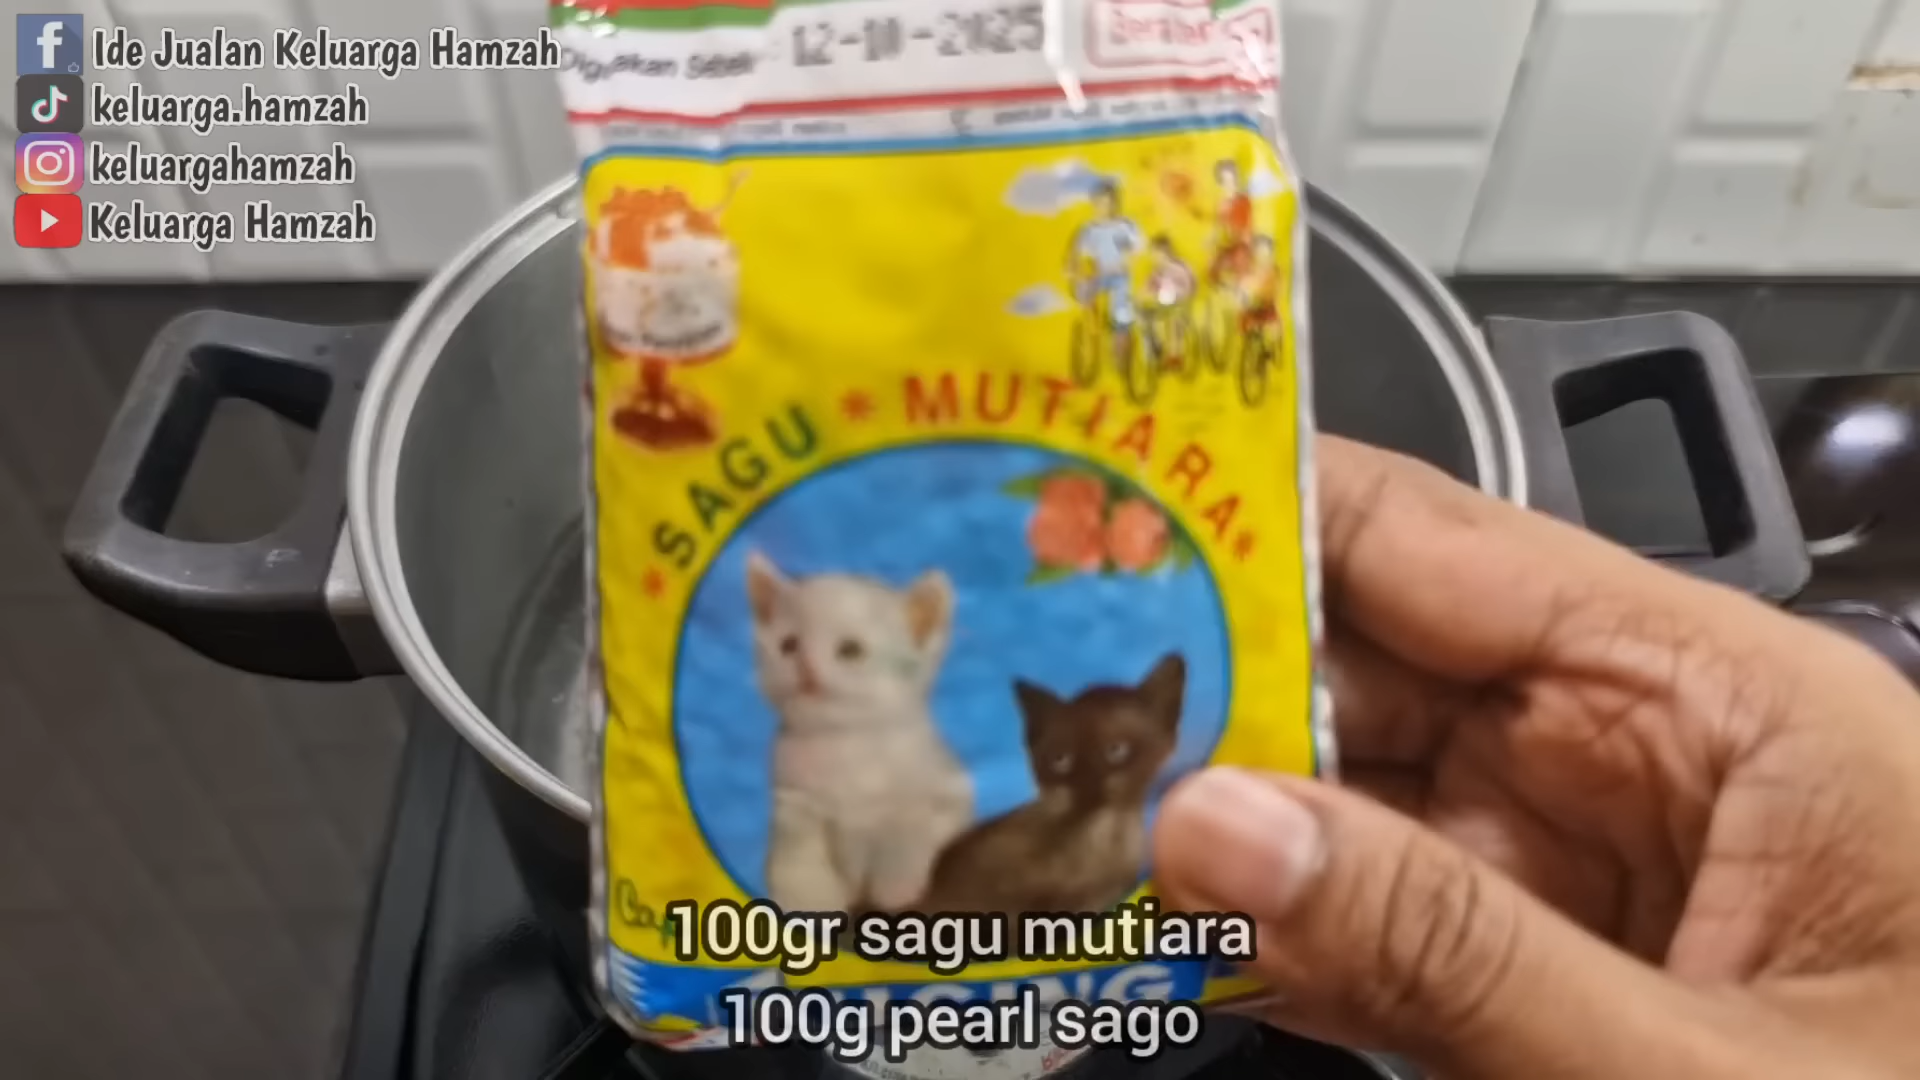 Ide Jualan Keluarga Hamzah
keluarga.hamzah
keluargahamzah
Keluarga Hamzah
12-10-2025
SAGU * MUTIARA
100gr sagu mutiara
100g pearl sago